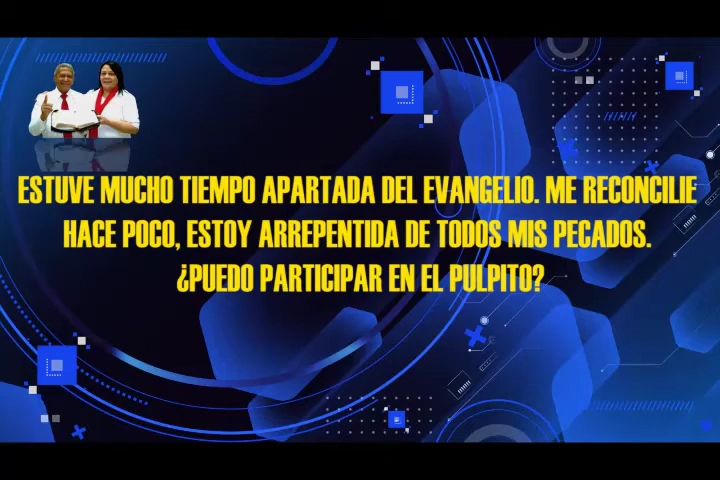 ESTUVE MUCHO TIEMPO APARTADA DEL EVANGELIO. ME RECONCILIE
HACE POCO, ESTOY ARREPENTIDA DE TODOS MIS PECADOS.
¿PUEDO PARTICIPAR EN EL PULPITO?